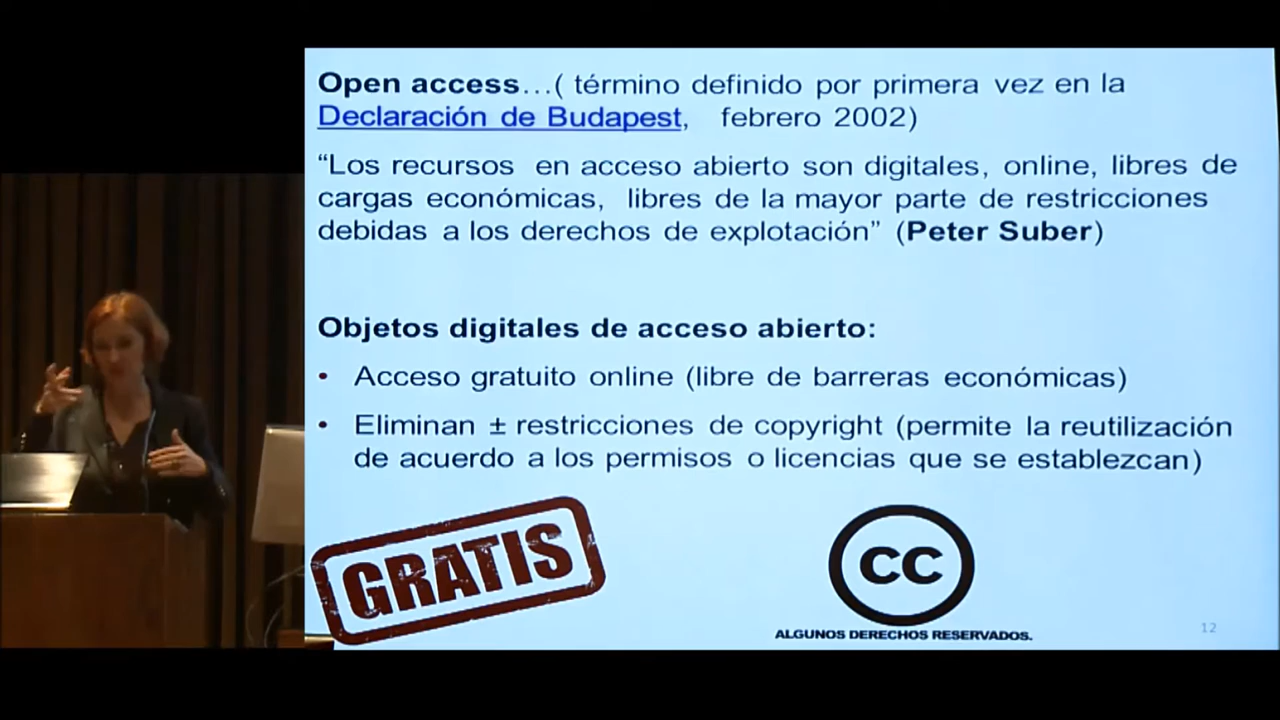 Open access…( término definido por primera vez en la
Declaración de Budapest, febrero 2002)
“Los recursos en acceso abierto son digitales, online, libres de
cargas económicas, libres de la mayor parte de restricciones
debidas a los derechos de explotación” (Peter Suber)
Objetos digitales de acceso abierto:
• Acceso gratuito online (libre de barreras económicas)
• Eliminan ± restricciones de copyright (permite la reutilización
de acuerdo a los permisos o licencias que se establezcan)
GRATIS
CC
ALGUNOS DERECHOS RESERVADOS.
12